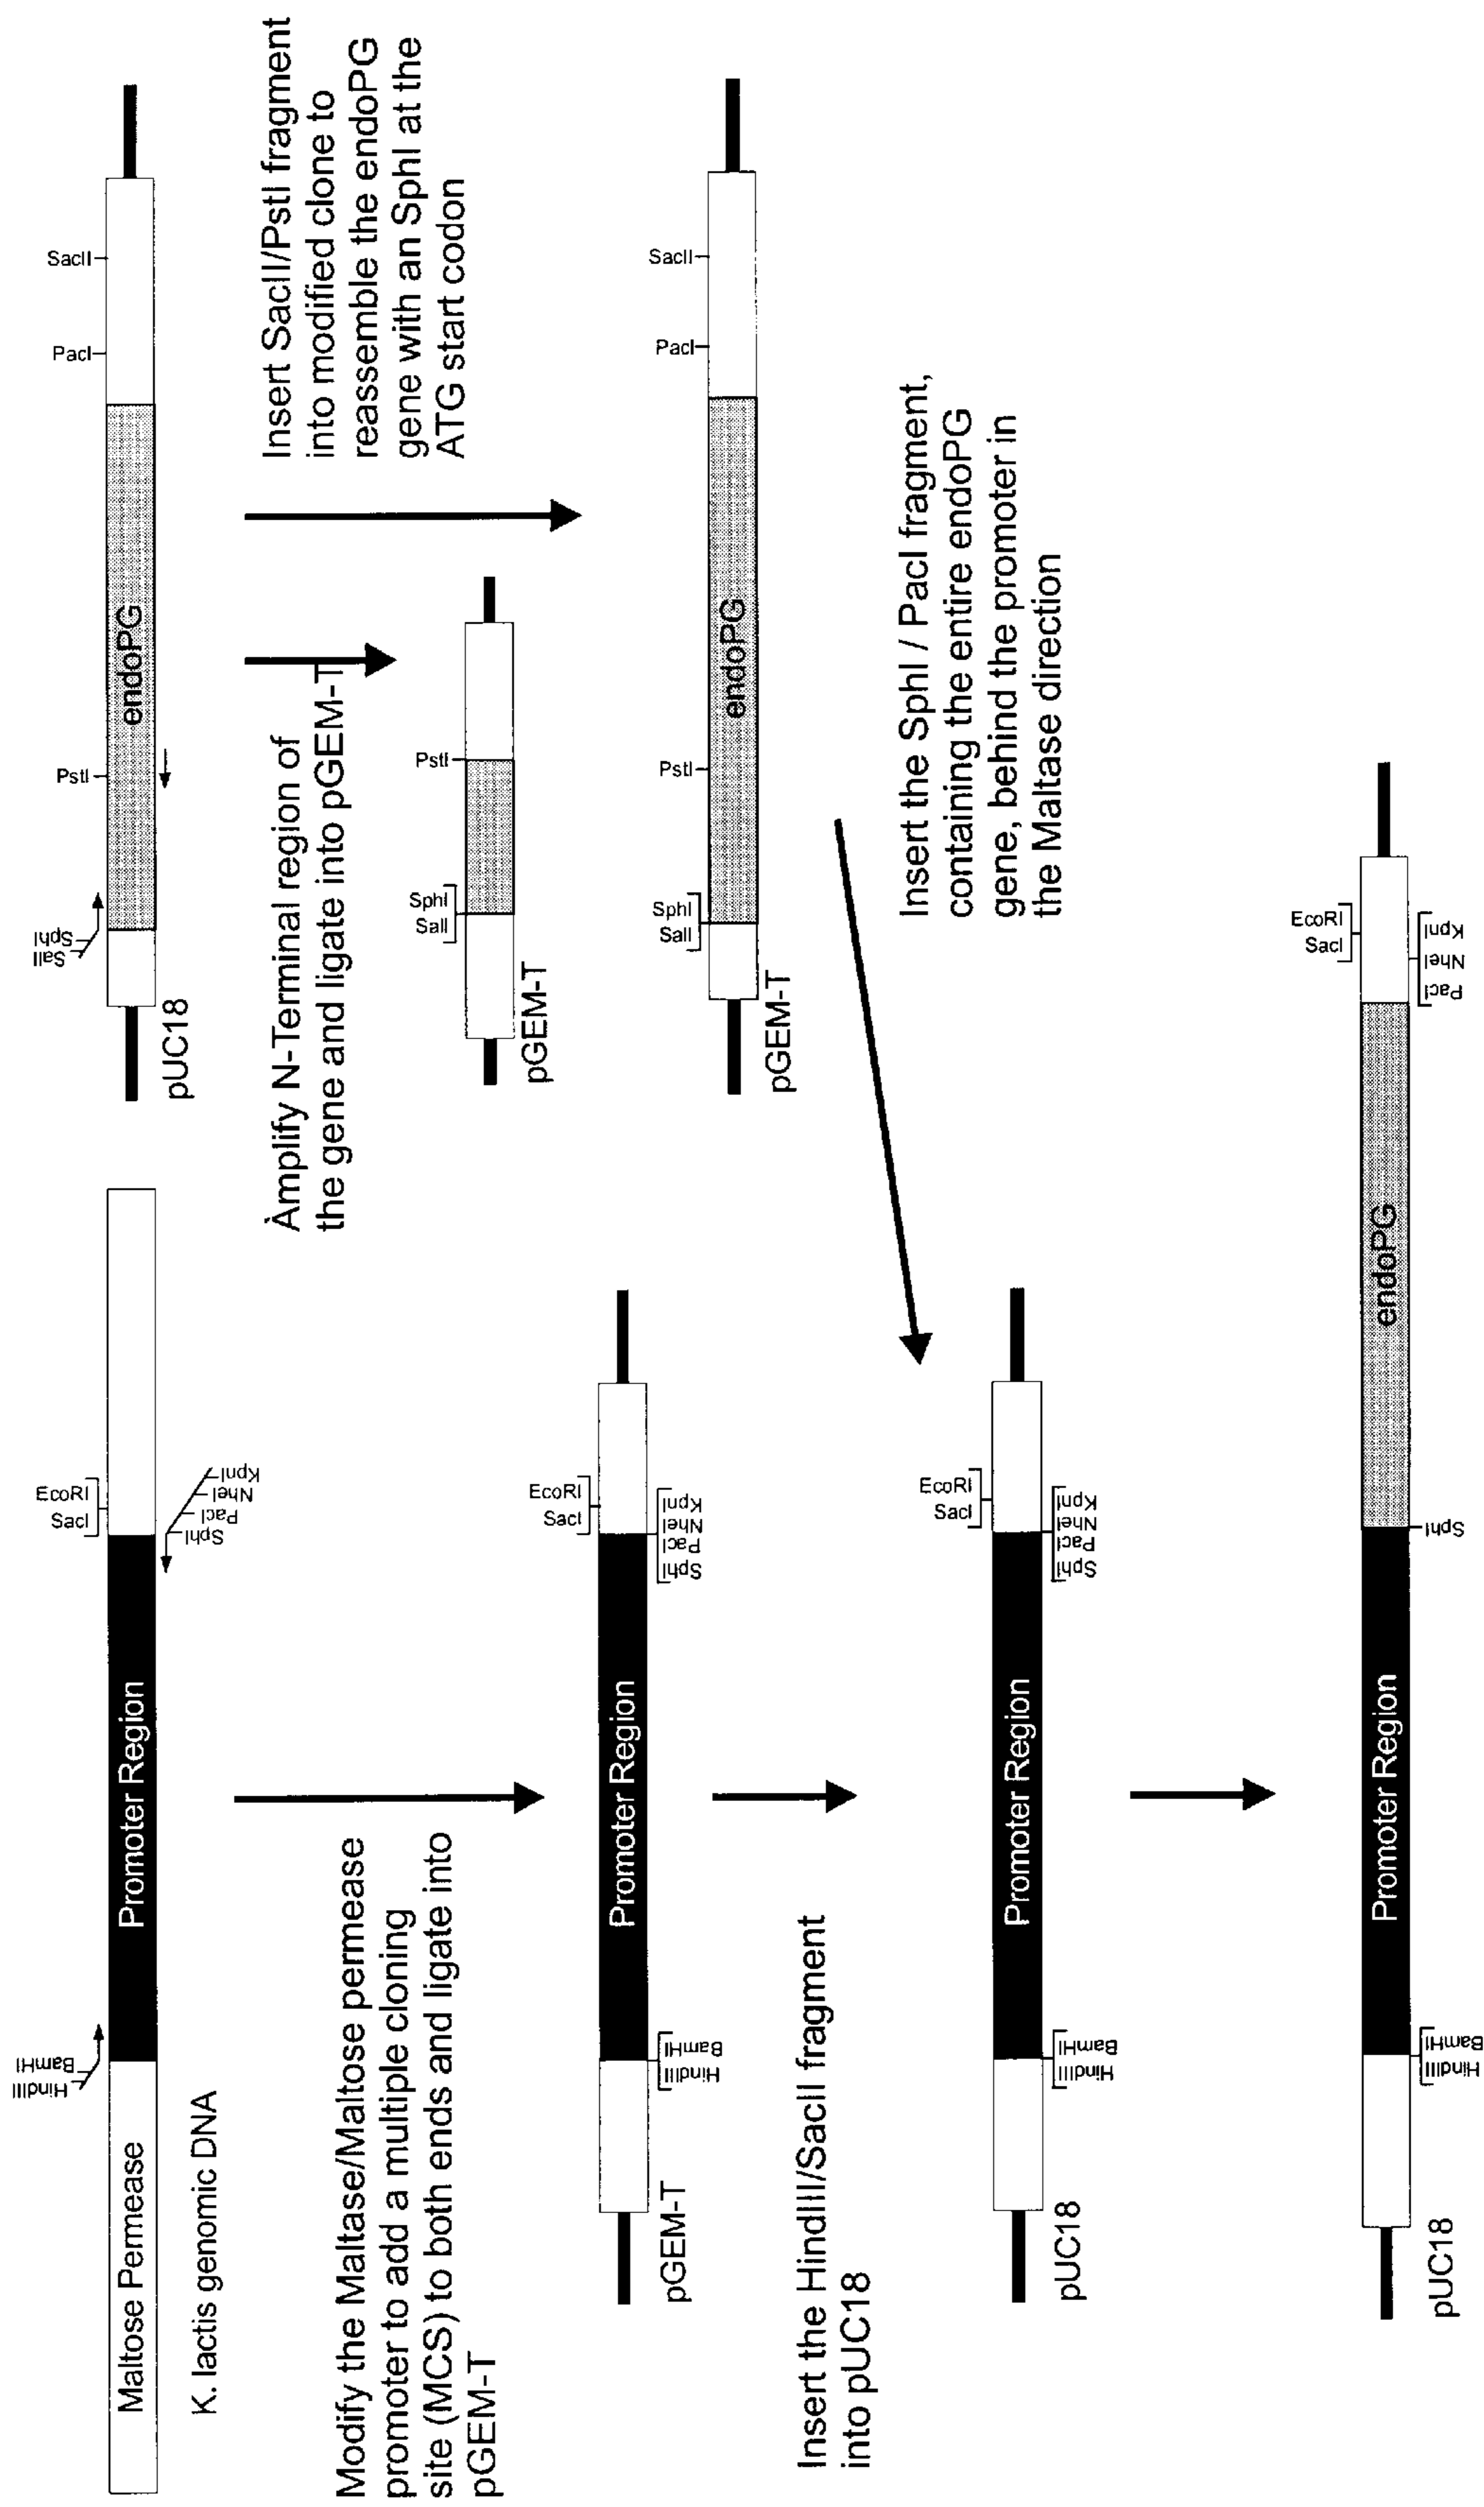 HindIII
BamHI
SacI
EcoRI
Maltose Permease
Promoter Region
SphI
PacI
NheI
KpnI
K. lactis genomic DNA
SalI
SphI
PstI
PacI
SacII
endoPG
pUC18
Modify the Maltase/Maltose permease
promoter to add a multiple cloning
site (MCS) to both ends and ligate into
pGEM-T
Amplify N-Terminal region of
the gene and ligate into pGEM-T
Insert SacII/PstI fragment
into modified clone to
reassemble the endoPG
gene with an SphI at the
ATG start codon
SalI
SphI
PstI
pGEM-T
SacI
EcoRI
Promoter Region
HindIII
BamHI
SphI
PacI
NheI
KpnI
pGEM-T
SalI
SphI
PstI
PacI
SacII
endoPG
pGEM-T
Insert the HindIII/SacII fragment
into pUC18
Insert the SphI / PacI fragment,
containing the entire endoPG
gene, behind the promoter in
the Maltase direction
SacI
EcoRI
Promoter Region
HindIII
BamHI
SphI
PacI
NheI
KpnI
pUC18
SacI
EcoRI
Promoter Region
endoPG
HindIII
BamHI
SphI
PacI
NheI
KpnI
pUC18